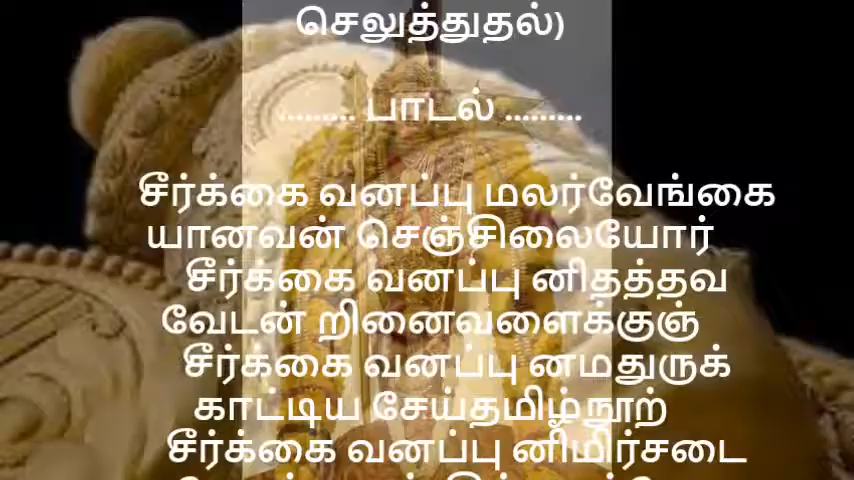 செலுத்துதல்)
......... பாடல் .........
சீர்க்கை வனப்பு மலர்வேங்கை
யானவன் செஞ்சிலையோர்
சீர்க்கை வனப்பு னிதத்தவ
வேடன் றினைவளைக்குஞ்
சீர்க்கை வனப்பு னமதுருக்
காட்டிய சேய்தமிழ்நூற்
சீர்க்கை வனப்பு னிமிர்சடை